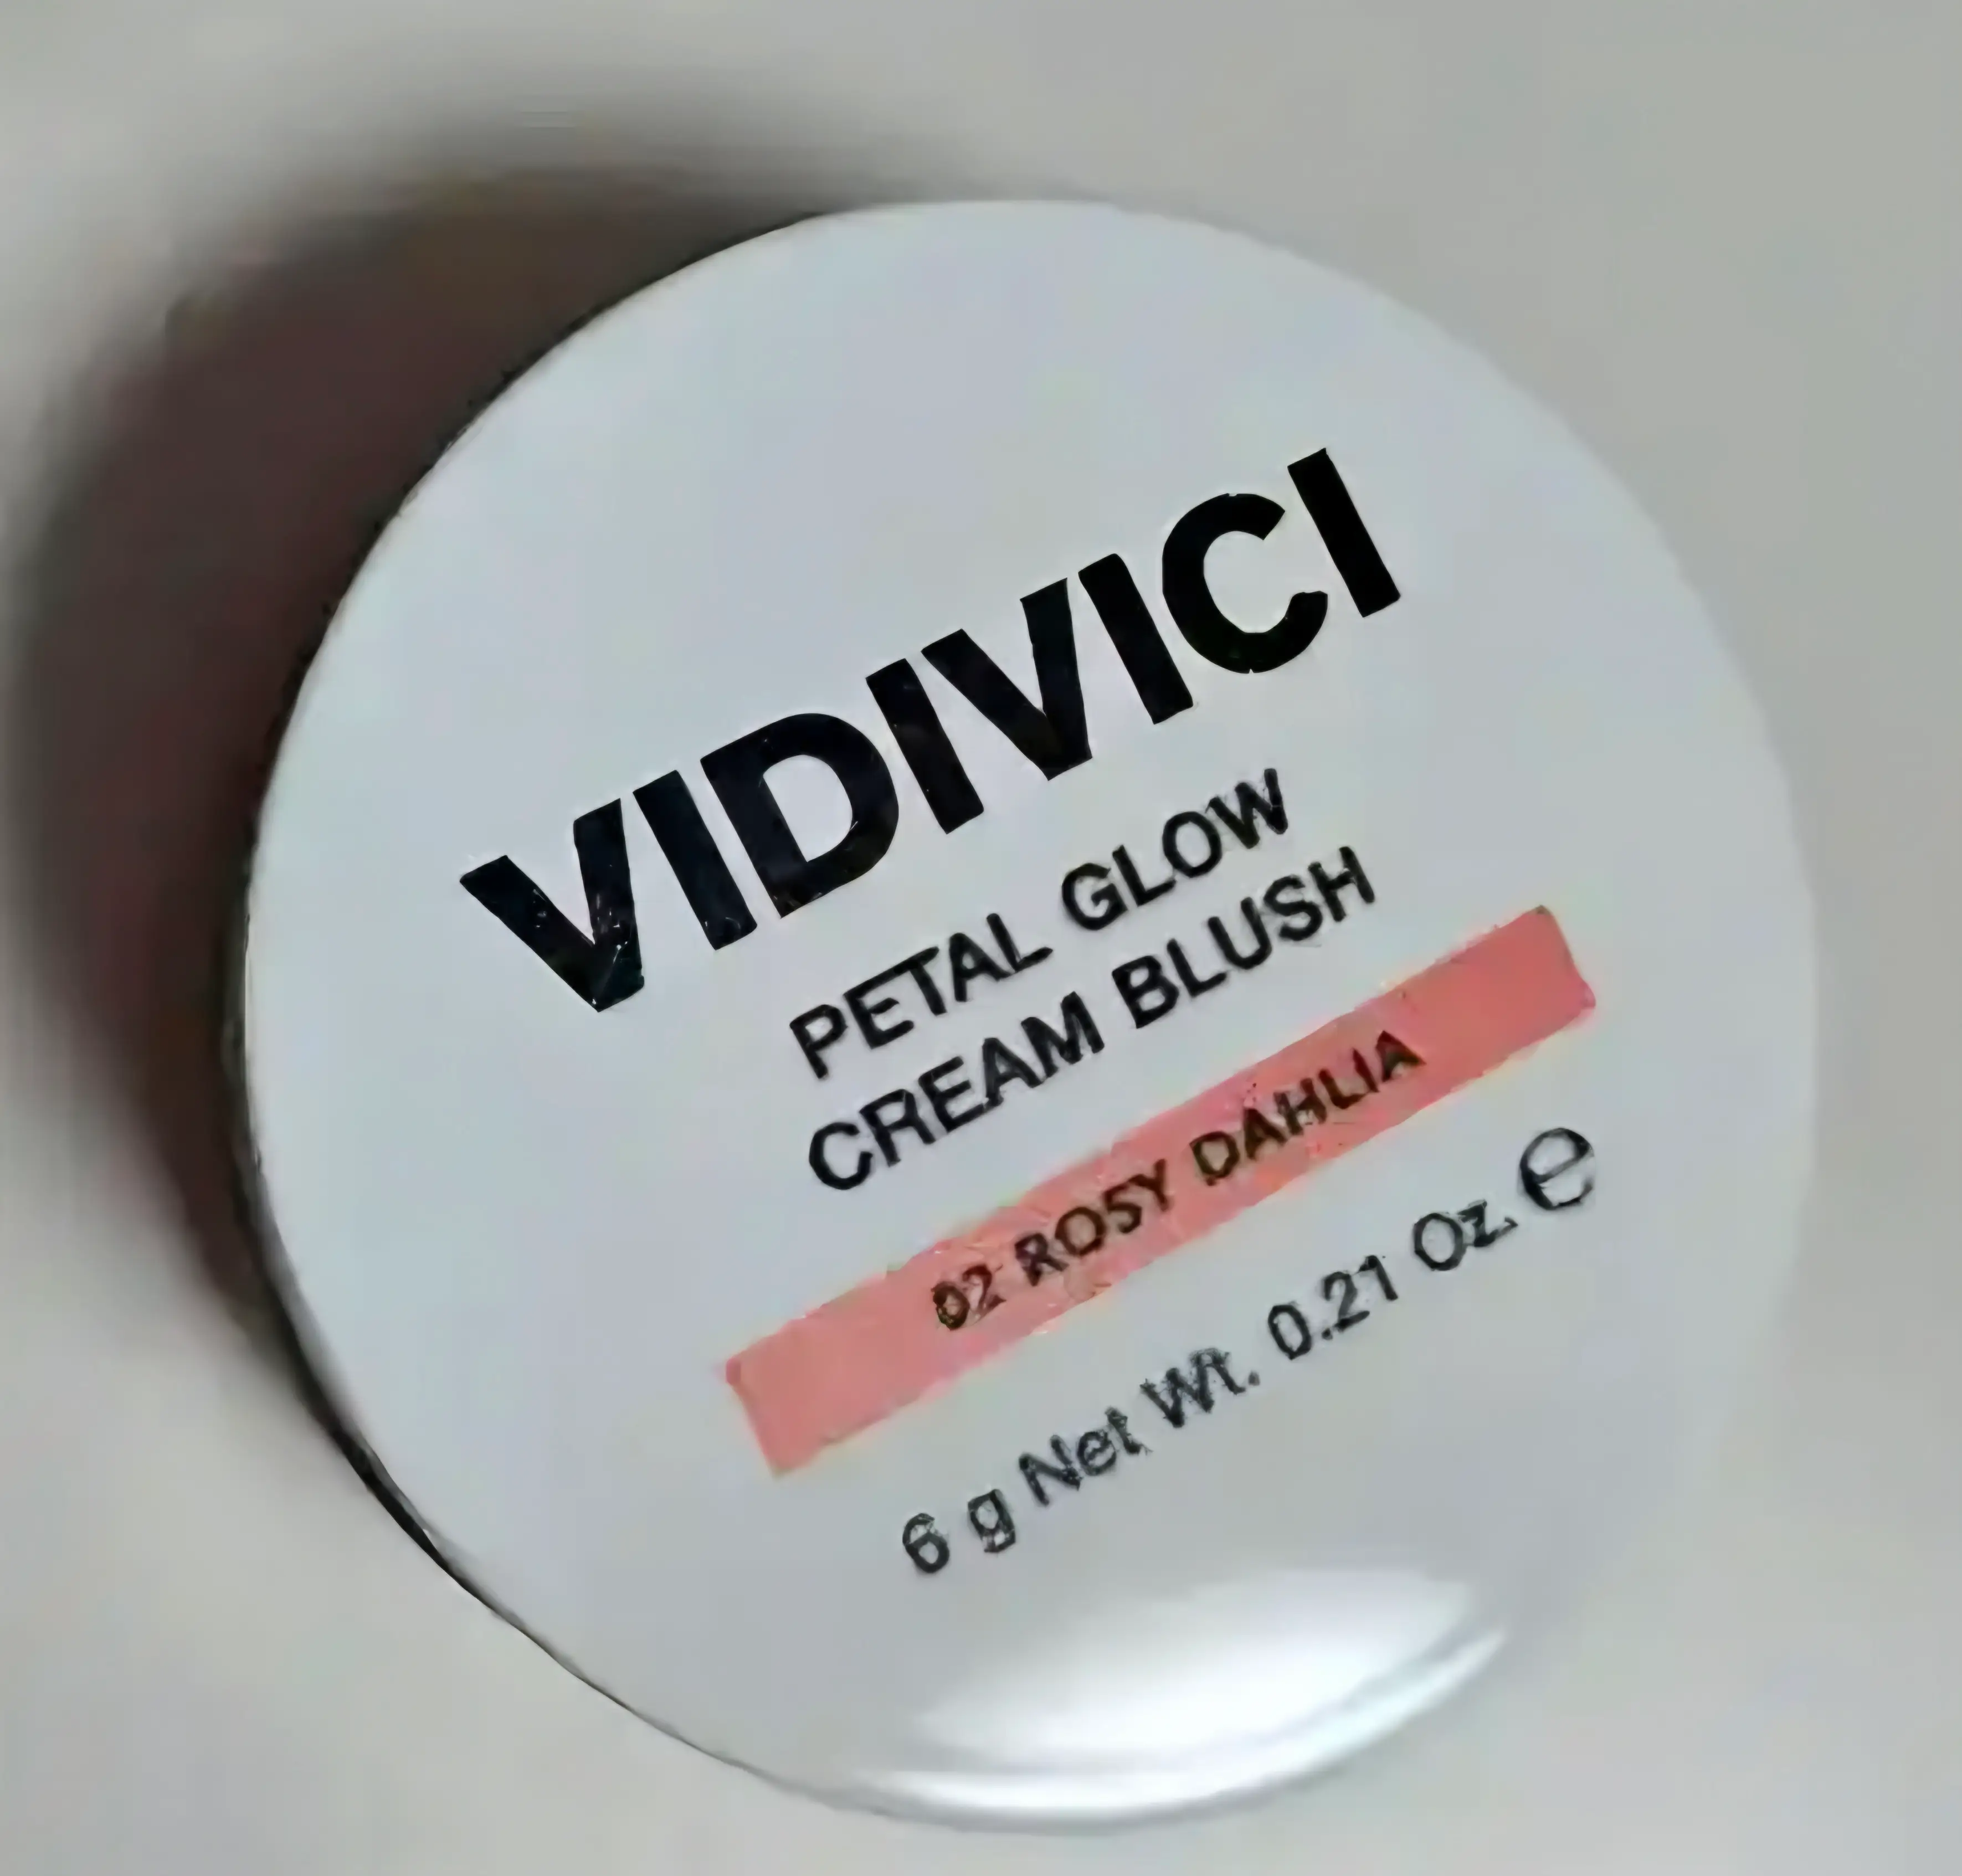 VIDIVICI
PETAL GLOW
CREAM BLUSH
02 ROSY DAHLIA
6 g Net Wt. 0.21 Oz. e